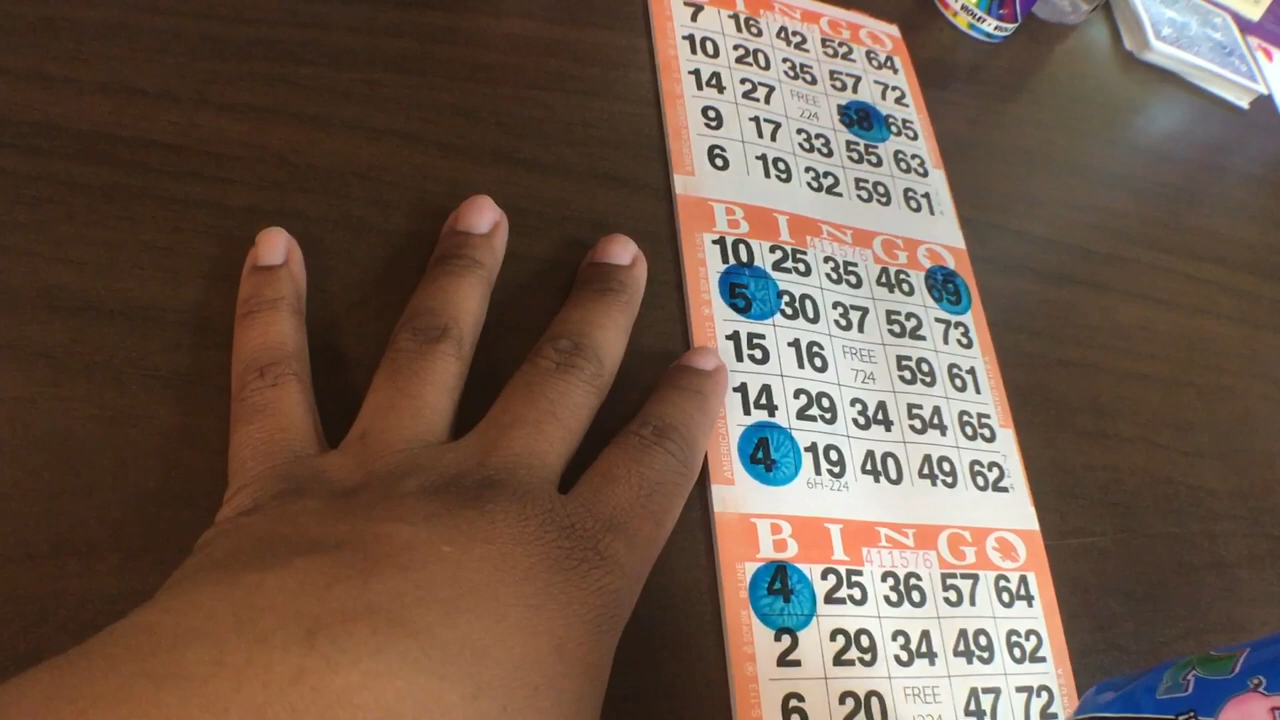 VIOLET
BINGO
7 16 42 52 64
10 20 35 57 72
14 27 FREE 224 58 65
9 17 33 55 63
6 19 32 59 61
BINGO
411576
10 25 35 46 69
5 30 37 52 73
15 16 FREE 724 59 61
14 29 34 54 65
4 19 40 49 62
6H-224
BINGO
411576
4 25 36 57 64
2 29 34 49 62
6 20 FREE 47 72